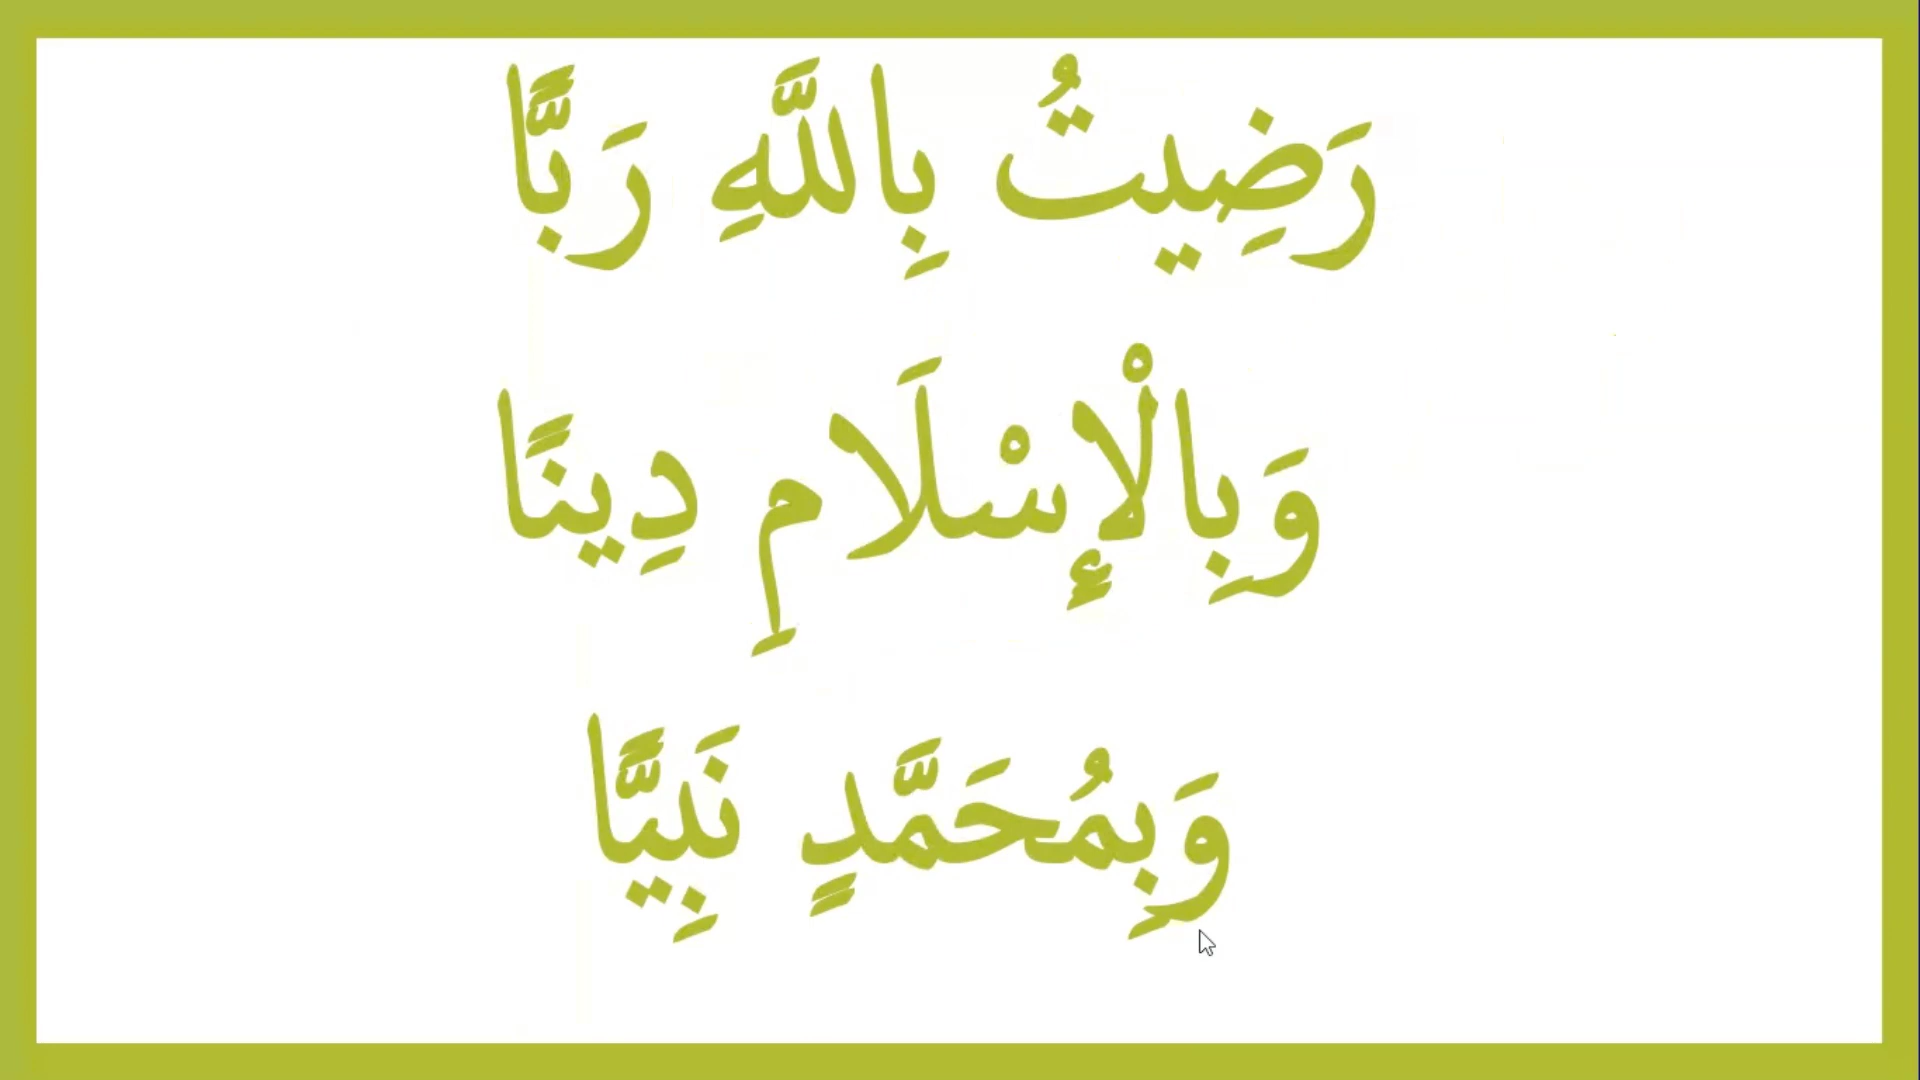 رَضِيتُ بِاللَّهِ رَبًّا
وَبِالْإِسْلَامِ دِينًا
وَبِمُحَمَّدٍ نَبِيًّا